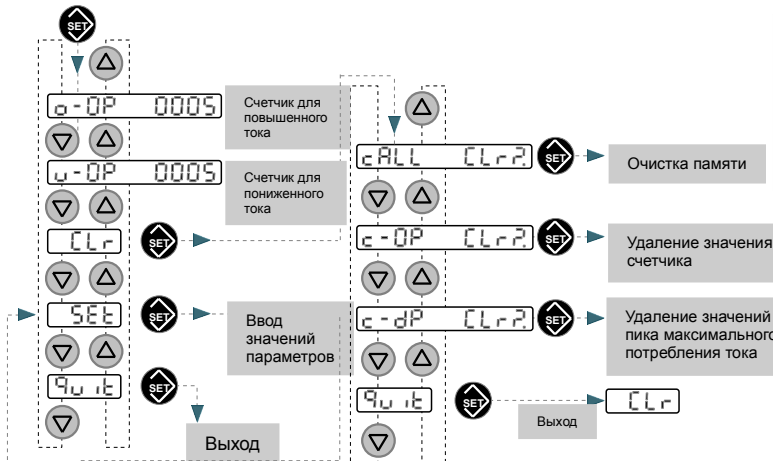 SET
o-OP 0005
Счетчик для
повышенного
тока
u-OP 0005
Счетчик для
пониженного
тока
CLr
SET
SEt
SET
Ввод
значений
параметров
quit
SET
Выход
cALL CLr?
SET
Очистка памяти
c-OP CLr?
SET
Удаление значения
счетчика
c-dP CLr?
SET
Удаление значений
пика максимального
потребления тока
quit
SET
Выход
CLr